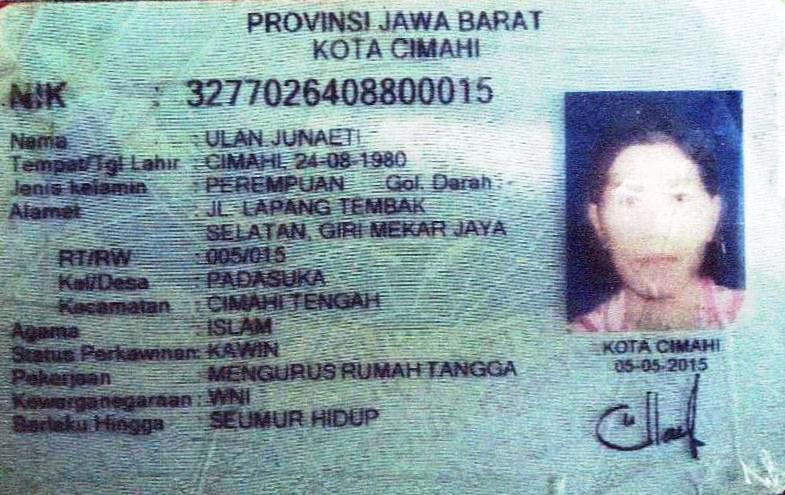 PROVINSI JAWA BARAT
KOTA CIMAHI
NIK : 3277026408800015
Nama : ULAN JUNAETI
Tempat/Tgl Lahir : CIMAHI, 24-08-1980
Jenis kelamin : PEREMPUAN Gol. Darah : -
Alamat : JL. LAPANG TEMBAK
SELATAN, GIRI MEKAR JAYA
RT/RW : 005/015
Kel/Desa : PADASUKA
Kecamatan : CIMAHI TENGAH
Agama : ISLAM
Status Perkawinan: KAWIN
Pekerjaan : MENGURUS RUMAH TANGGA
Kewarganegaraan : WNI
Berlaku Hingga : SEUMUR HIDUP
KOTA CIMAHI
05-05-2015